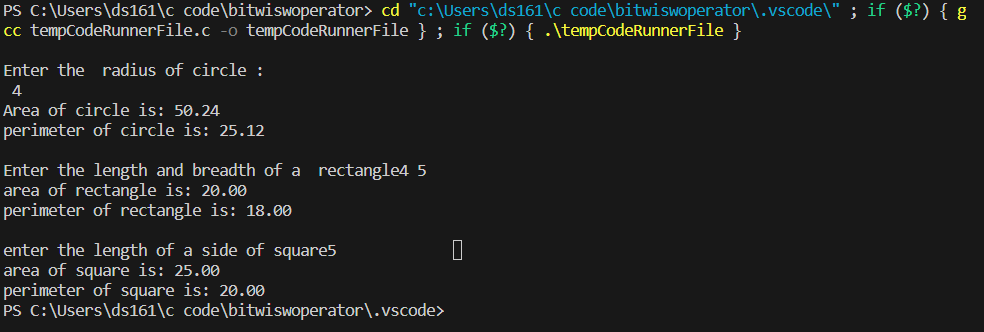 PS C:\Users\ds161\c code\bitwiswoperator> cd "c:\Users\ds161\c code\bitwiswoperator\.vscode\" ; if ($?) { g
cc tempCodeRunnerFile.c -o tempCodeRunnerFile } ; if ($?) { .\tempCodeRunnerFile }
Enter the  radius of circle :
 4
Area of circle is: 50.24
perimeter of circle is: 25.12
Enter the length and breadth of a  rectangle4 5
area of rectangle is: 20.00
perimeter of rectangle is: 18.00
enter the length of a side of square5
area of square is: 25.00
perimeter of square is: 20.00
PS C:\Users\ds161\c code\bitwiswoperator\.vscode>